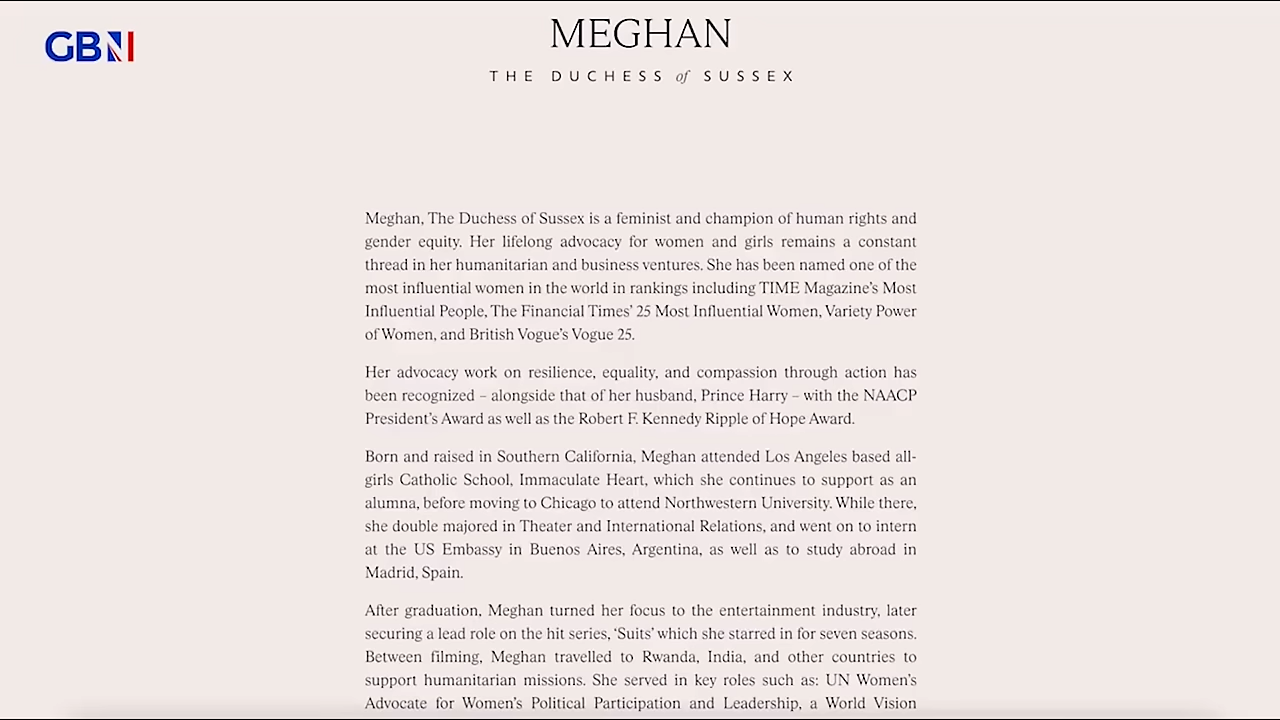 GBN
MEGHAN
THE DUCHESS of SUSSEX
Meghan, The Duchess of Sussex is a feminist and champion of human rights and
gender equity. Her lifelong advocacy for women and girls remains a constant
thread in her humanitarian and business ventures. She has been named one of the
most influential women in the world in rankings including TIME Magazine's Most
Influential People, The Financial Times' 25 Most Influential Women, Variety Power
of Women, and British Vogue's Vogue 25.
Her advocacy work on resilience, equality, and compassion through action has
been recognized – alongside that of her husband, Prince Harry – with the NAACP
President's Award as well as the Robert F. Kennedy Ripple of Hope Award.
Born and raised in Southern California, Meghan attended Los Angeles based all-
girls Catholic School, Immaculate Heart, which she continues to support as an
alumna, before moving to Chicago to attend Northwestern University. While there,
she double majored in Theater and International Relations, and went on to intern
at the US Embassy in Buenos Aires, Argentina, as well as to study abroad in
Madrid, Spain.
After graduation, Meghan turned her focus to the entertainment industry, later
securing a lead role on the hit series, 'Suits' which she starred in for seven seasons.
Between filming, Meghan travelled to Rwanda, India, and other countries to
support humanitarian missions. She served in key roles such as: UN Women's
Advocate for Women's Political Participation and Leadership, a World Vision